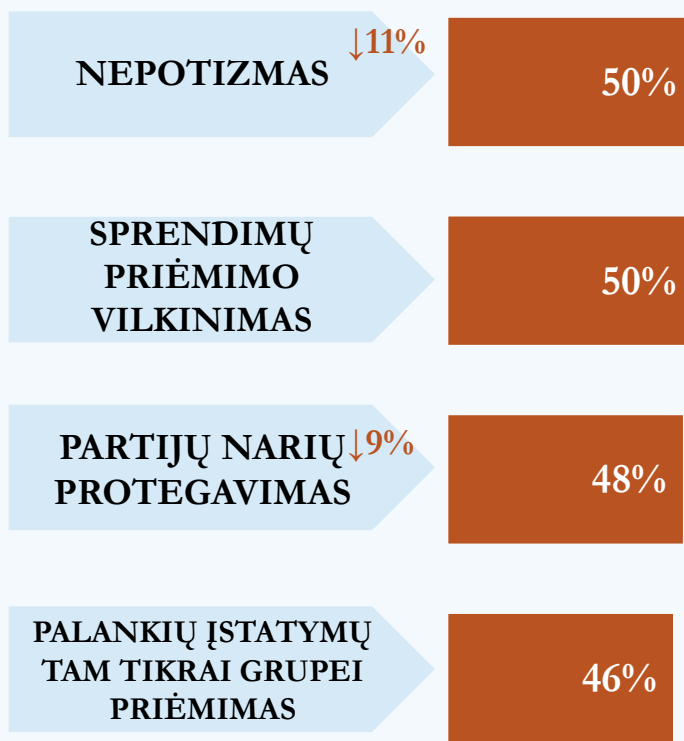 NEPOTIZMAS
↓11%
50%
SPRENDIMŲ
PRIĖMIMO
VILKINIMAS
50%
PARTIJŲ NARIŲ
PROTEGAVIMAS
↓9%
48%
PALANKIŲ ĮSTATYMŲ
TAM TIKRAI GRUPEI
PRIĖMIMAS
46%